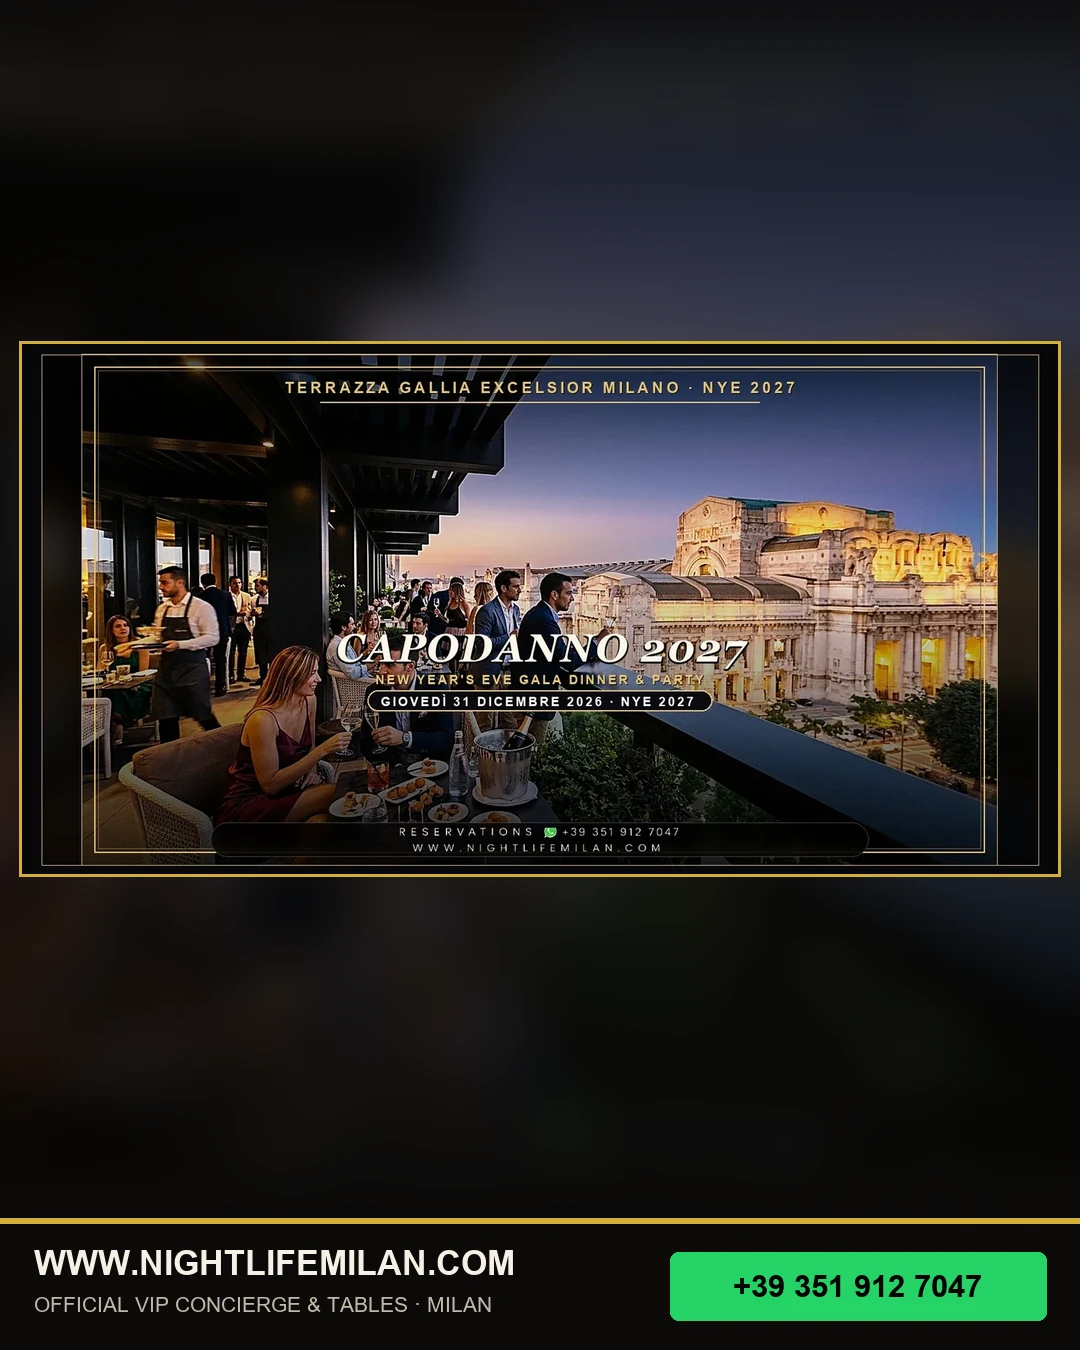 TERRAZZA GALLIA EXCELSIOR MILANO · NYE 2027
CAPODANNO 2027
NEW YEAR'S EVE GALA DINNER & PARTY
GIOVEDÌ 31 DICEMBRE 2026 · NYE 2027
RESERVATIONS +39 351 912 7047
WWW.NIGHTLIFEMILAN.COM
WWW.NIGHTLIFEMILAN.COM
OFFICIAL VIP CONCIERGE & TABLES · MILAN
+39 351 912 7047